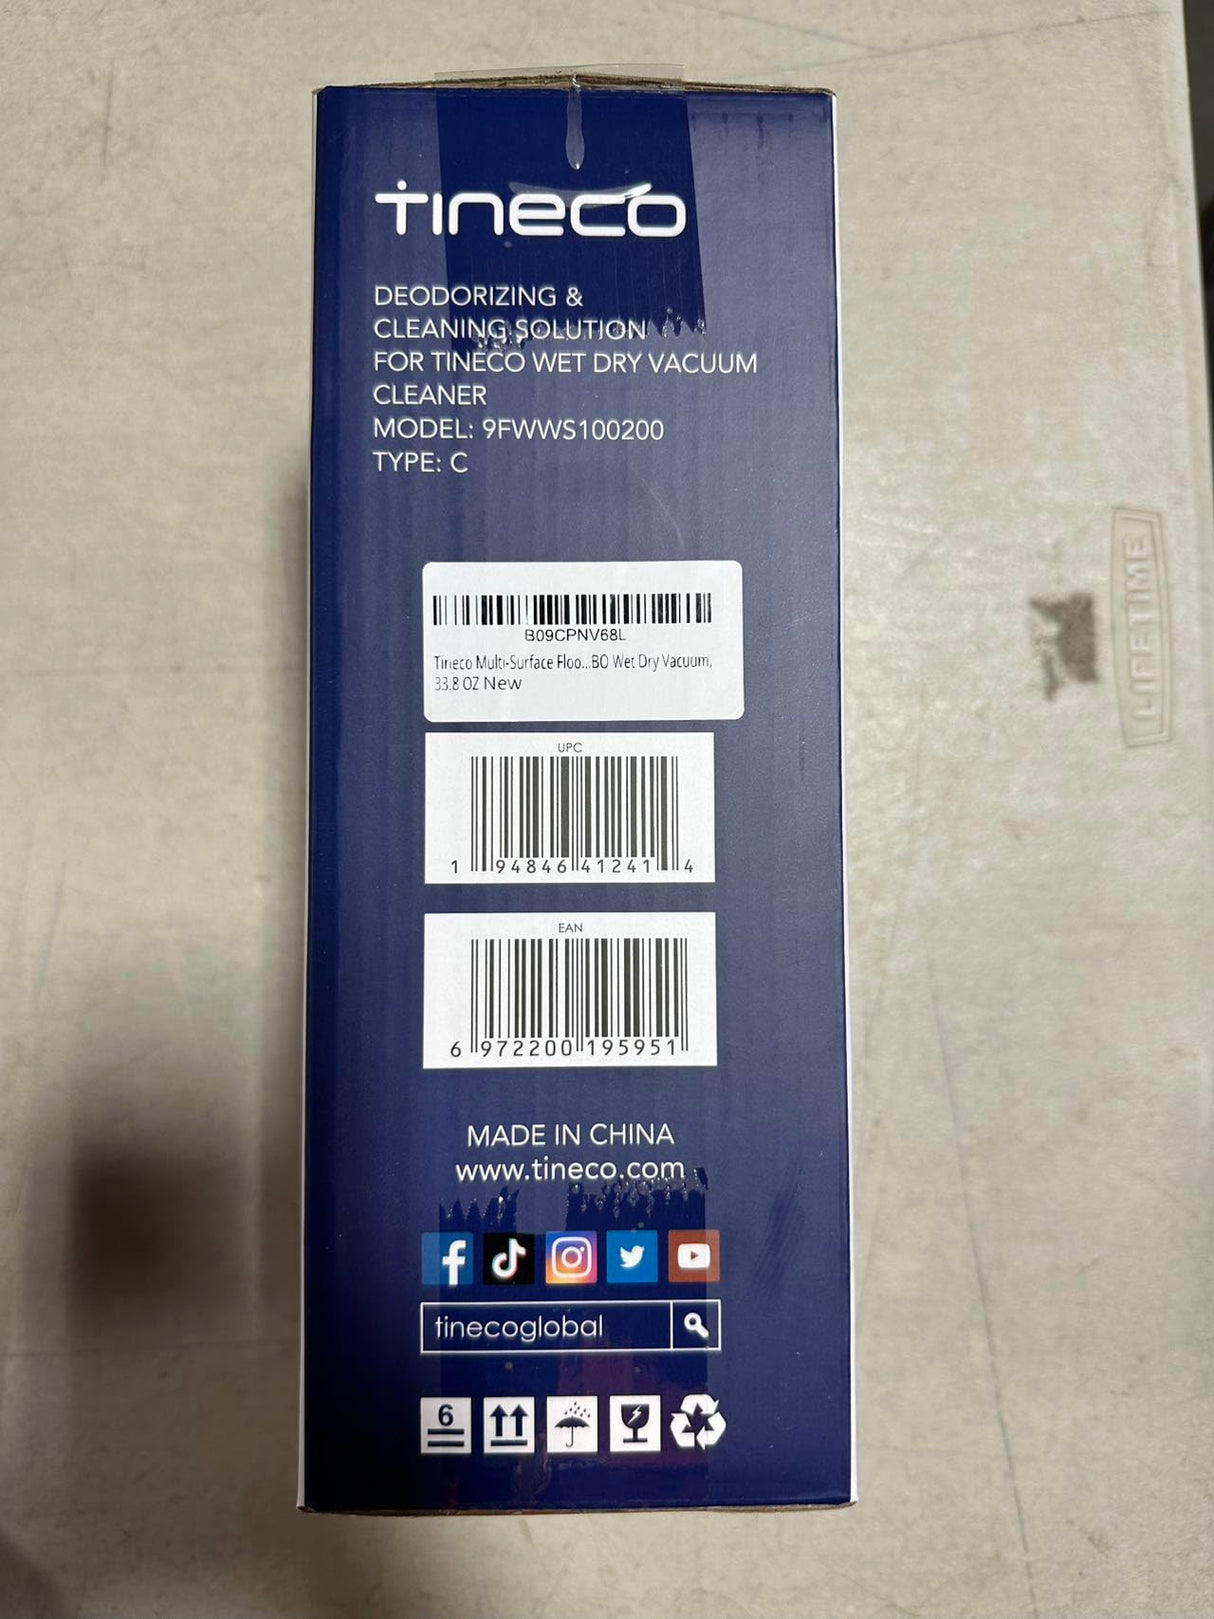 tineco
DEODORIZING &
CLEANING SOLUTION
FOR TINECO WET DRY VACUUM
CLEANER
MODEL: 9FWWS100200
TYPE: C
B09CPNV68L
Tineco Multi-Surface Floo...BO Wet Dry Vacuum,
33.8 OZ New
UPC
1 94846 41241 4
EAN
6 972200 195951
MADE IN CHINA
www.tineco.com
tinecoglobal
6
LIFETIME